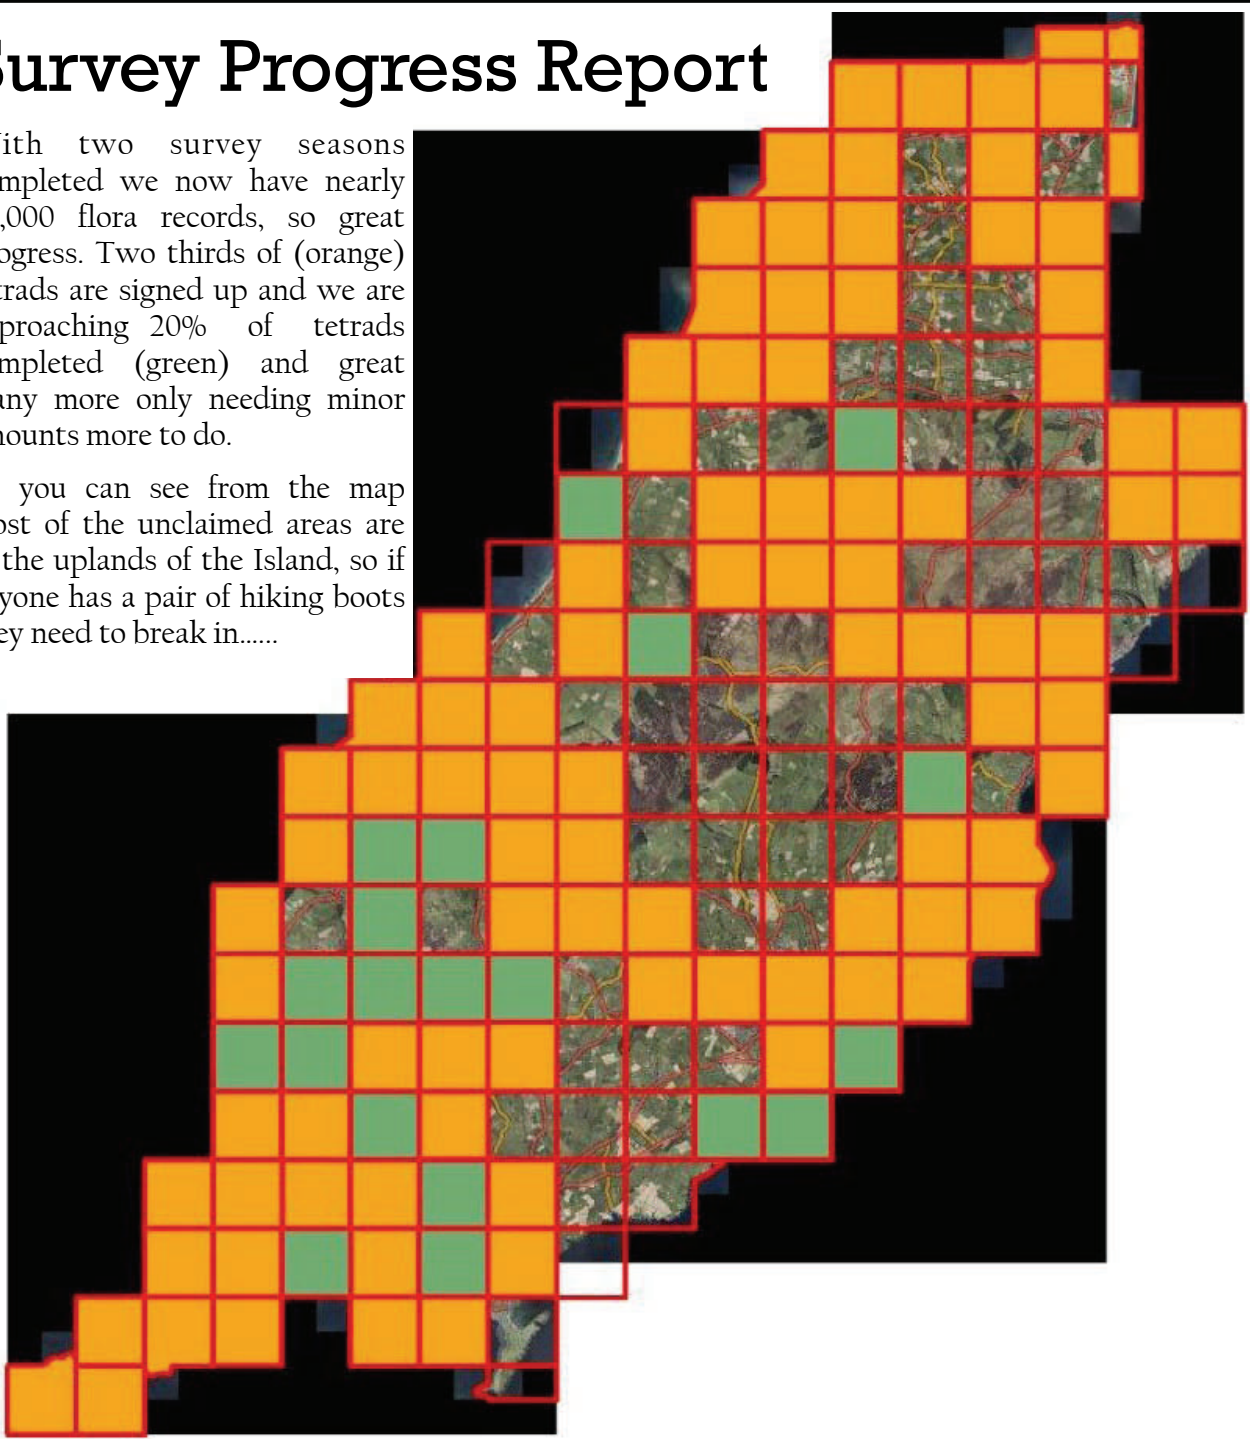 Survey Progress Report
ith two survey seasons
mpleted we now have nearly
,000 flora records, so great
ogress. Two thirds of (orange)
trads are signed up and we are
proaching 20% of tetrads
mpleted (green) and great
any more only needing minor
mounts more to do.
you can see from the map
ost of the unclaimed areas are
the uplands of the Island, so if
yone has a pair of hiking boots
ey need to break in......